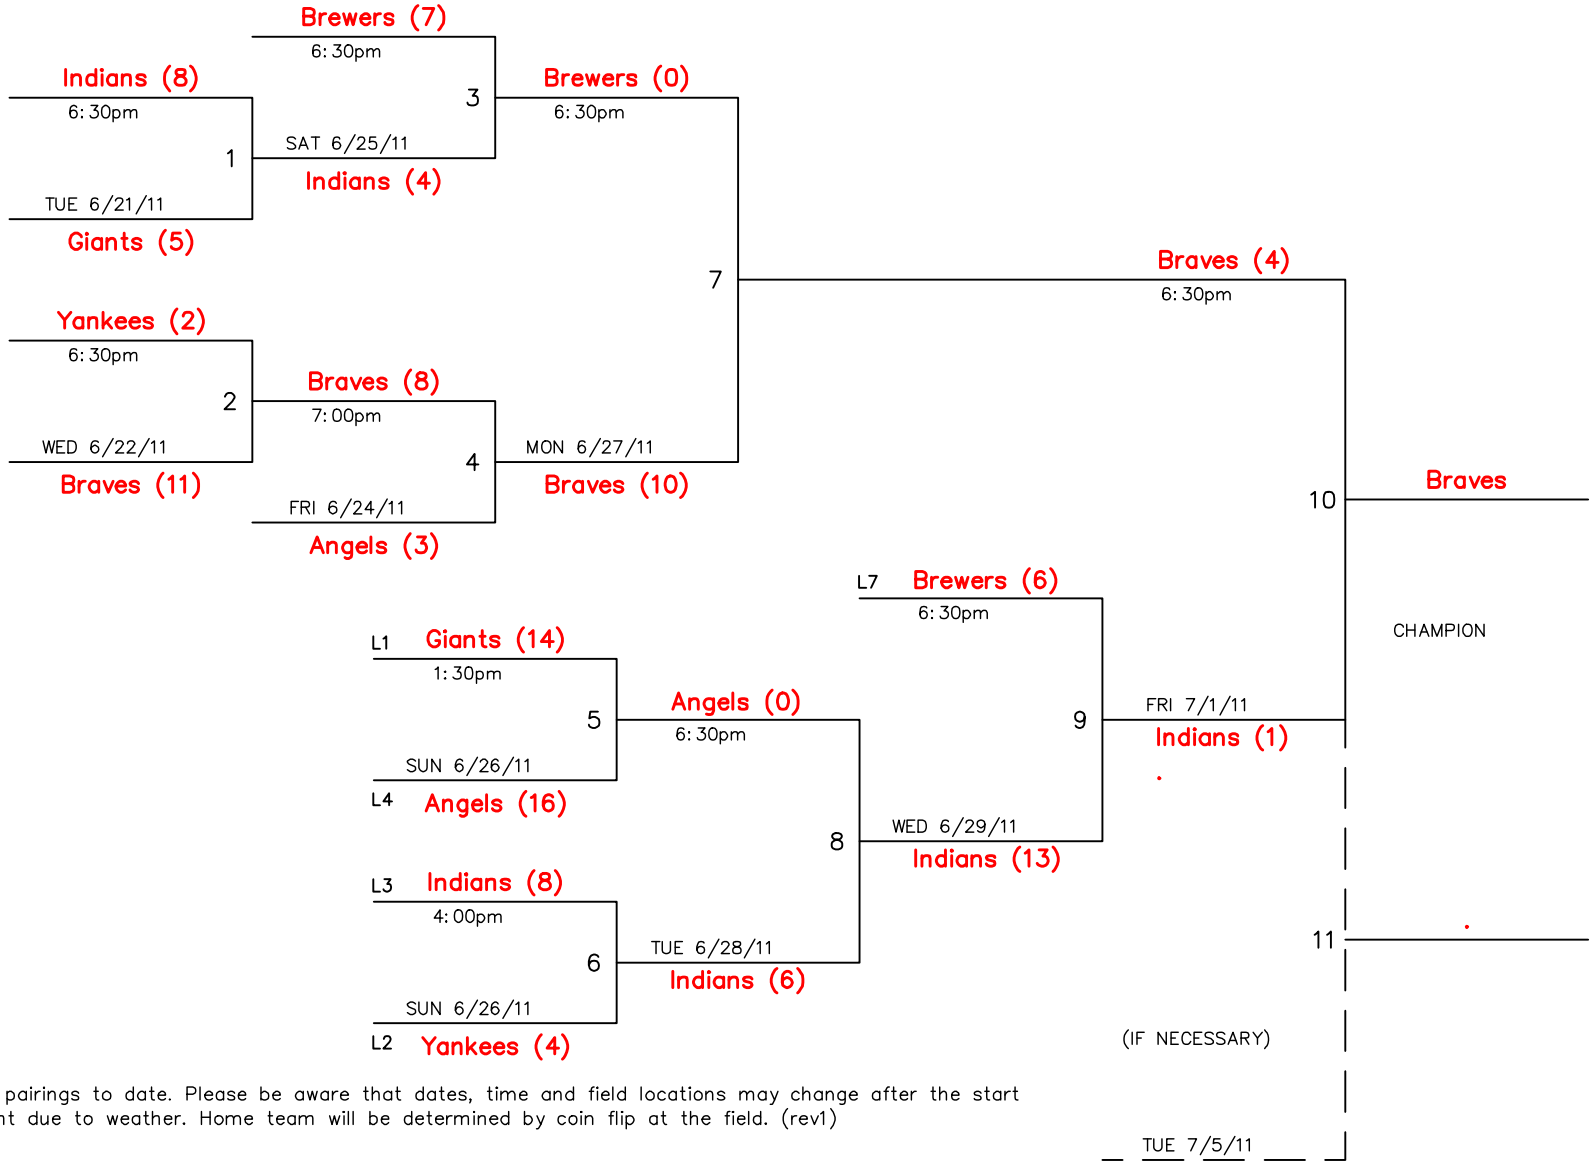 Brewers (7)
6:30pm
Indians (8)
6:30pm
3
Brewers (0)
6:30pm
1
SAT 6/25/11
Indians (4)
TUE 6/21/11
Giants (5)
7
Braves (4)
6:30pm
Yankees (2)
6:30pm
2
Braves (8)
7:00pm
WED 6/22/11
Braves (11)
4
MON 6/27/11
Braves (10)
FRI 6/24/11
Angels (3)
10
Braves
CHAMPION
L7 Brewers (6)
6:30pm
L1 Giants (14)
1:30pm
5
Angels (0)
6:30pm
SUN 6/26/11
L4 Angels (16)
9
FRI 7/1/11
Indians (1)
8
WED 6/29/11
Indians (13)
L3 Indians (8)
4:00pm
6
TUE 6/28/11
Indians (6)
SUN 6/26/11
L2 Yankees (4)
11
(IF NECESSARY)
TUE 7/5/11
pairings to date. Please be aware that dates, time and field locations may change after the start
nt due to weather. Home team will be determined by coin flip at the field. (rev1)